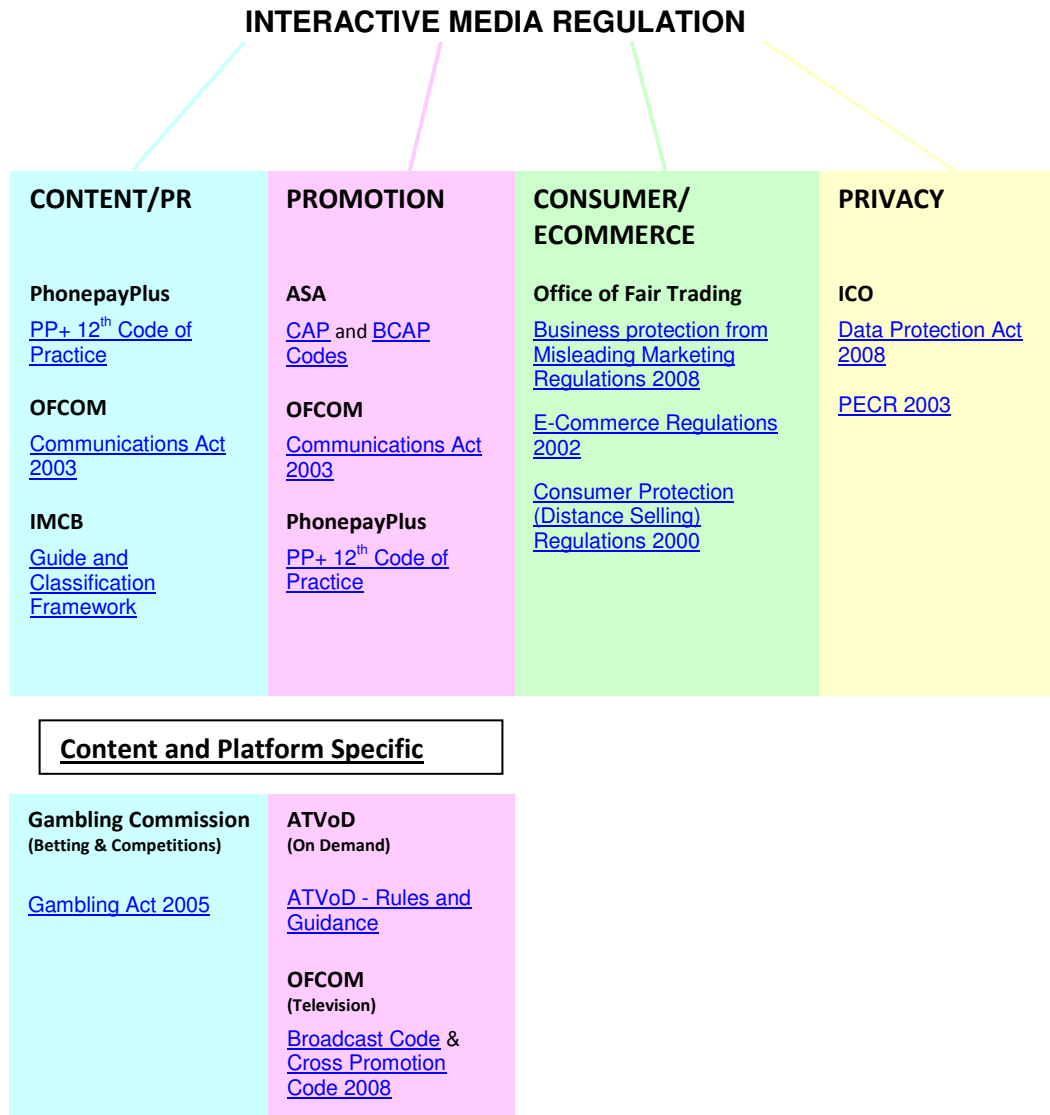 INTERACTIVE MEDIA REGULATION
CONTENT/PR
PhonepayPlus
PP+ 12th Code of
Practice
OFCOM
Communications Act
2003
IMCB
Guide and
Classification
Framework
PROMOTION
ASA
CAP and BCAP
Codes
OFCOM
Communications Act
2003
PhonepayPlus
PP+ 12th Code of
Practice
CONSUMER/
ECOMMERCE
Office of Fair Trading
Business protection from
Misleading Marketing
Regulations 2008
E-Commerce Regulations
2002
Consumer Protection
(Distance Selling)
Regulations 2000
PRIVACY
ICO
Data Protection Act
2008
PECR 2003
Content and Platform Specific
Gambling Commission
(Betting & Competitions)
Gambling Act 2005
ATVoD
(On Demand)
ATVoD - Rules and
Guidance
OFCOM
(Television)
Broadcast Code &
Cross Promotion
Code 2008